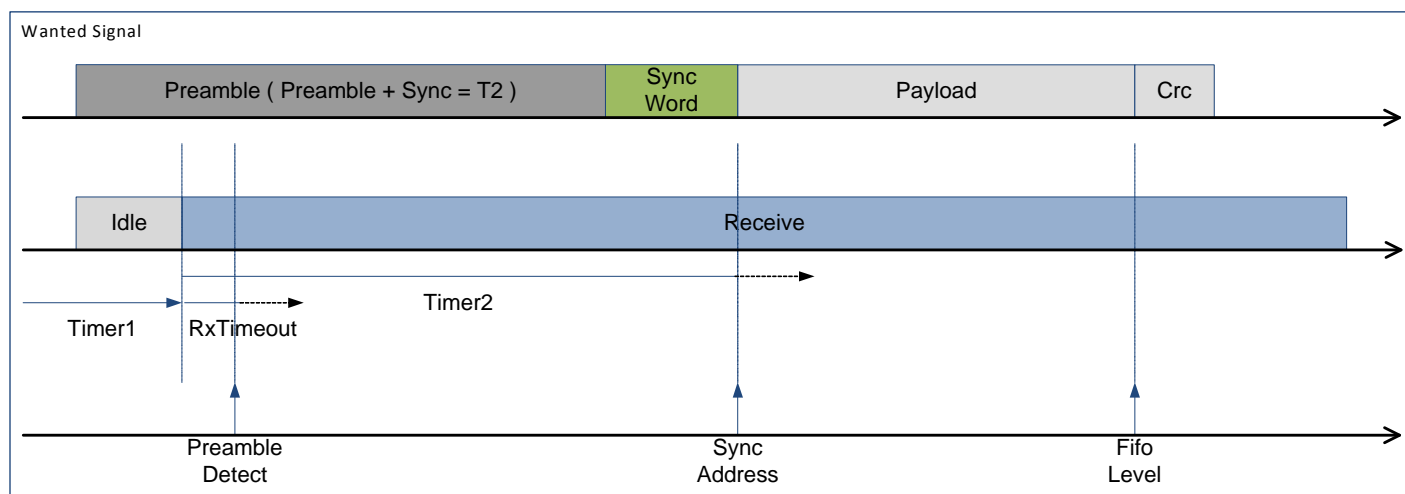 Wanted Signal
Preamble ( Preamble + Sync = T2 )
Sync
Word
Payload
Crc
Idle
Receive
Timer1
RxTimeout
Timer2
Preamble
Detect
Sync
Address
Fifo
Level